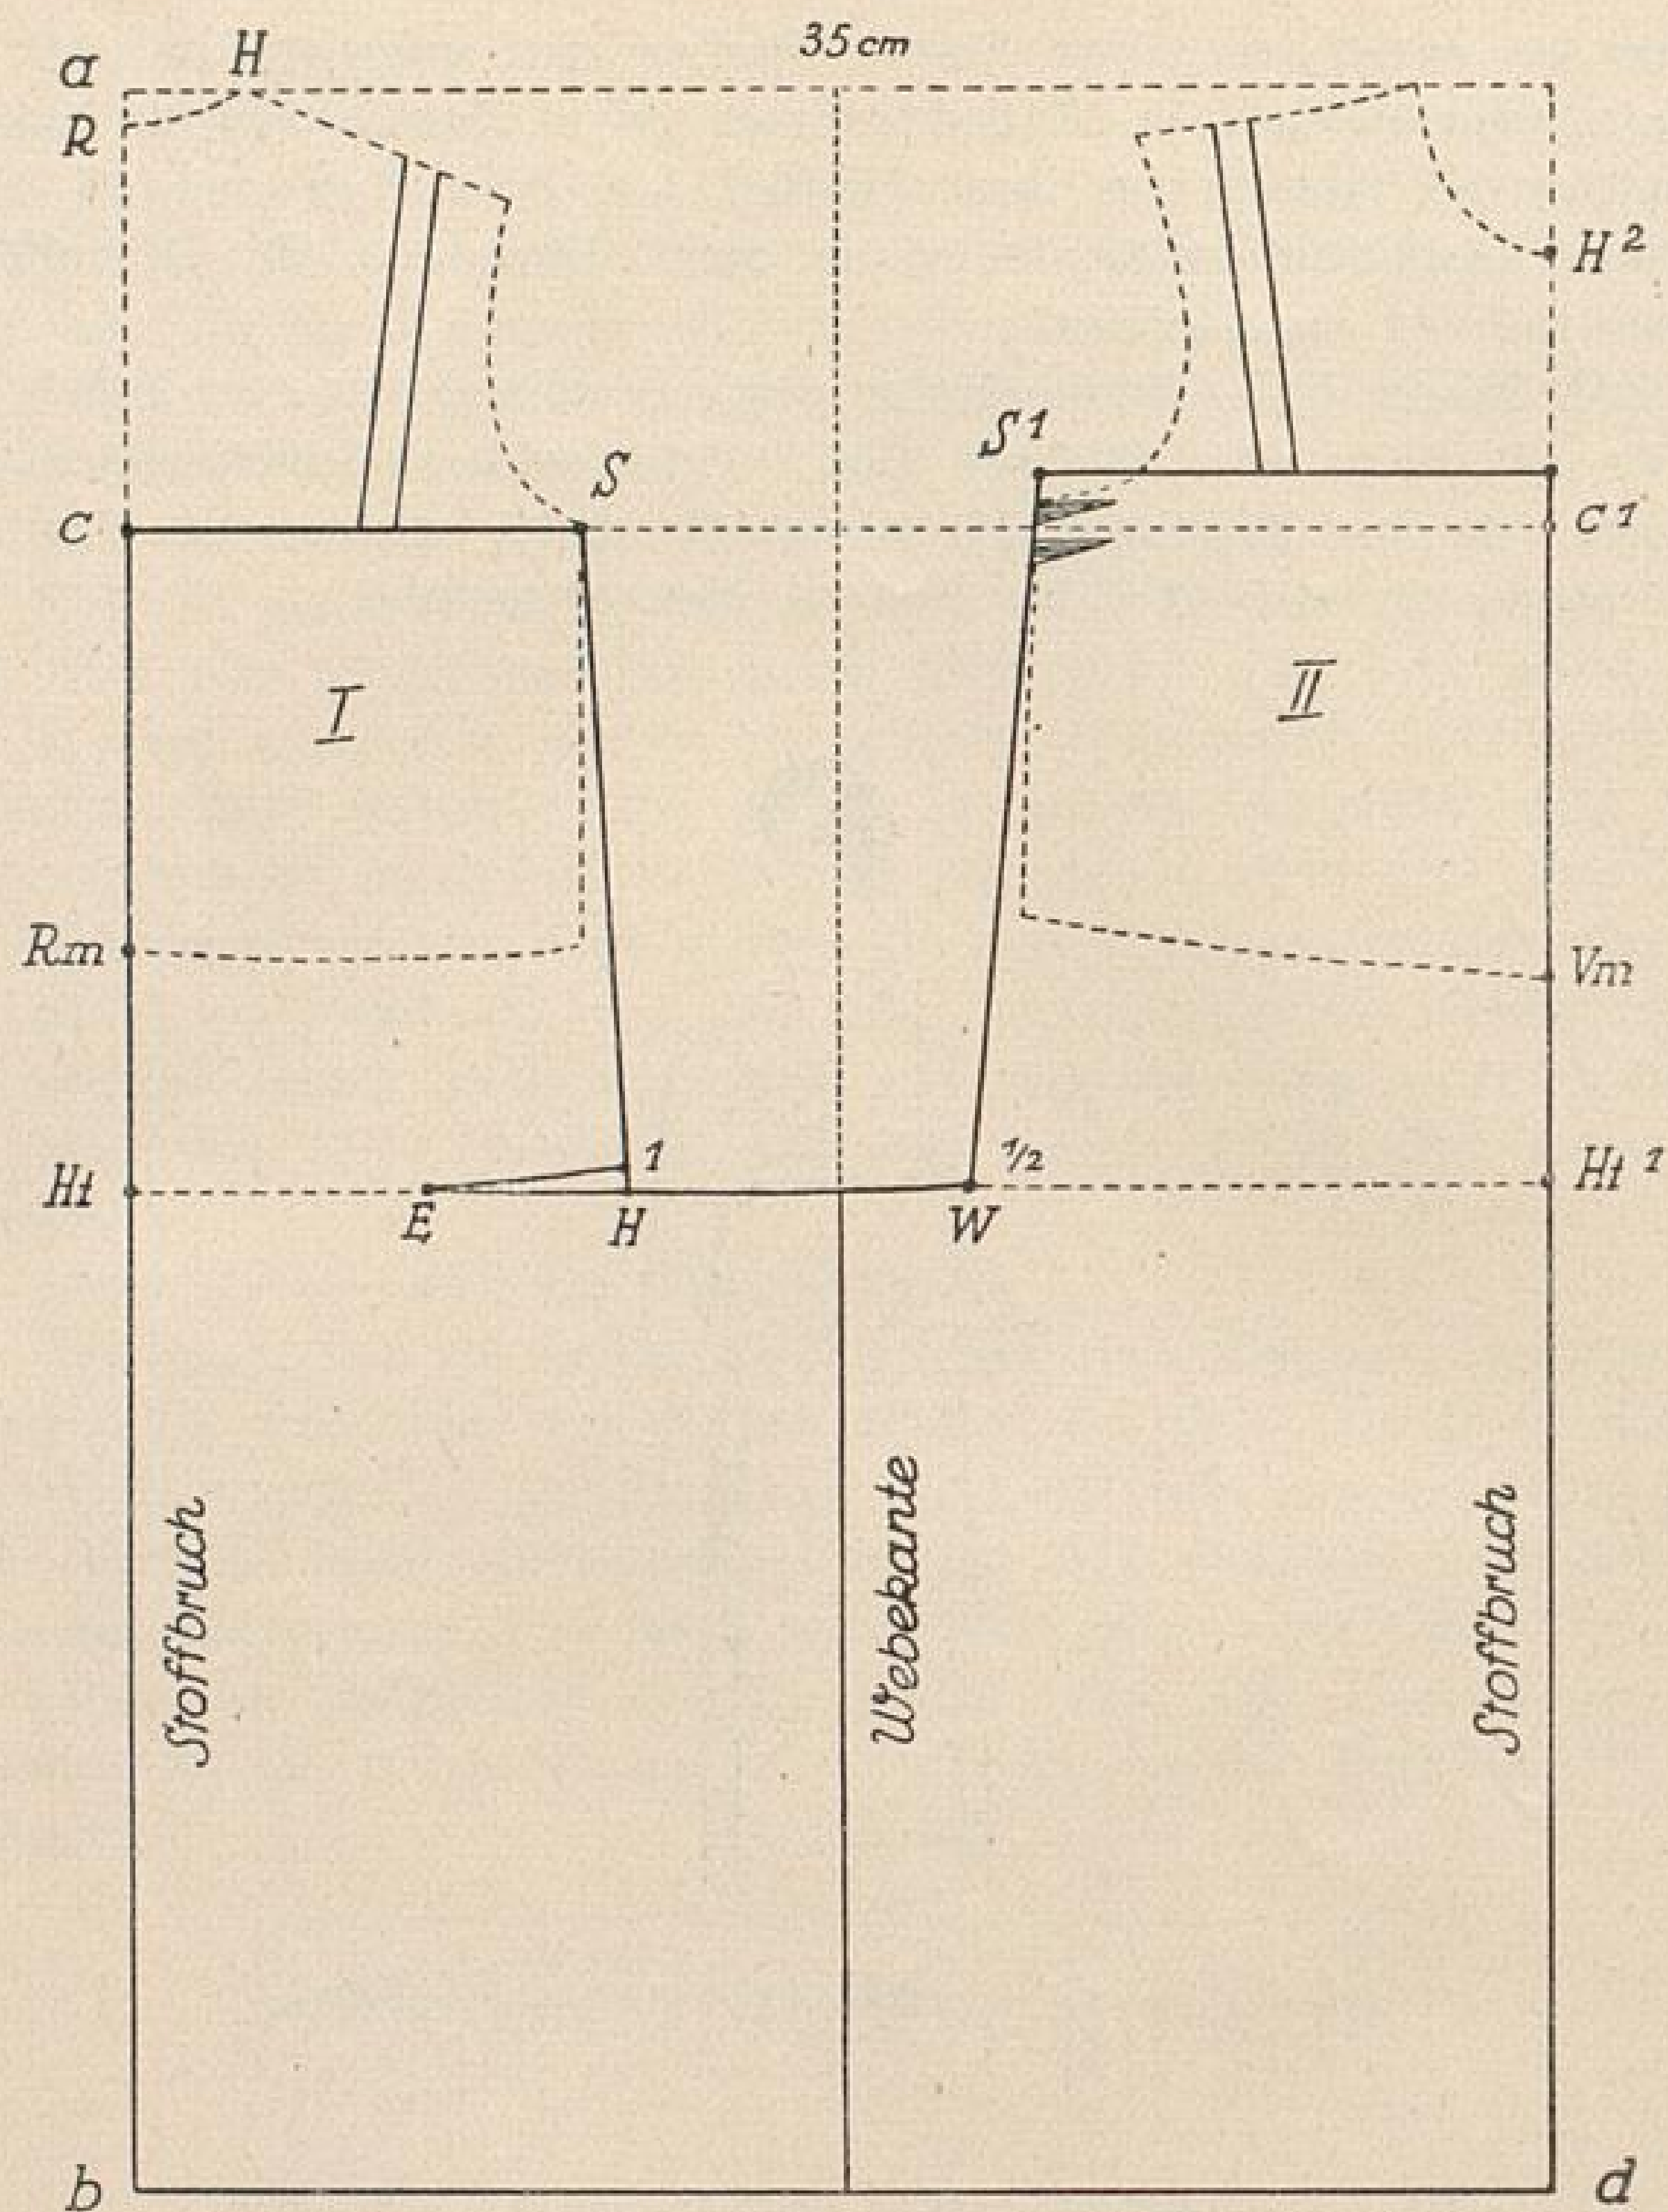 35 cm
a
H
R
H²
S¹
S
C
C¹
I
II
Rm
Vm
1
1/2
Ht
Ht¹
E
H
W
Stoffbruch
Webekante
Stoffbruch
b
d